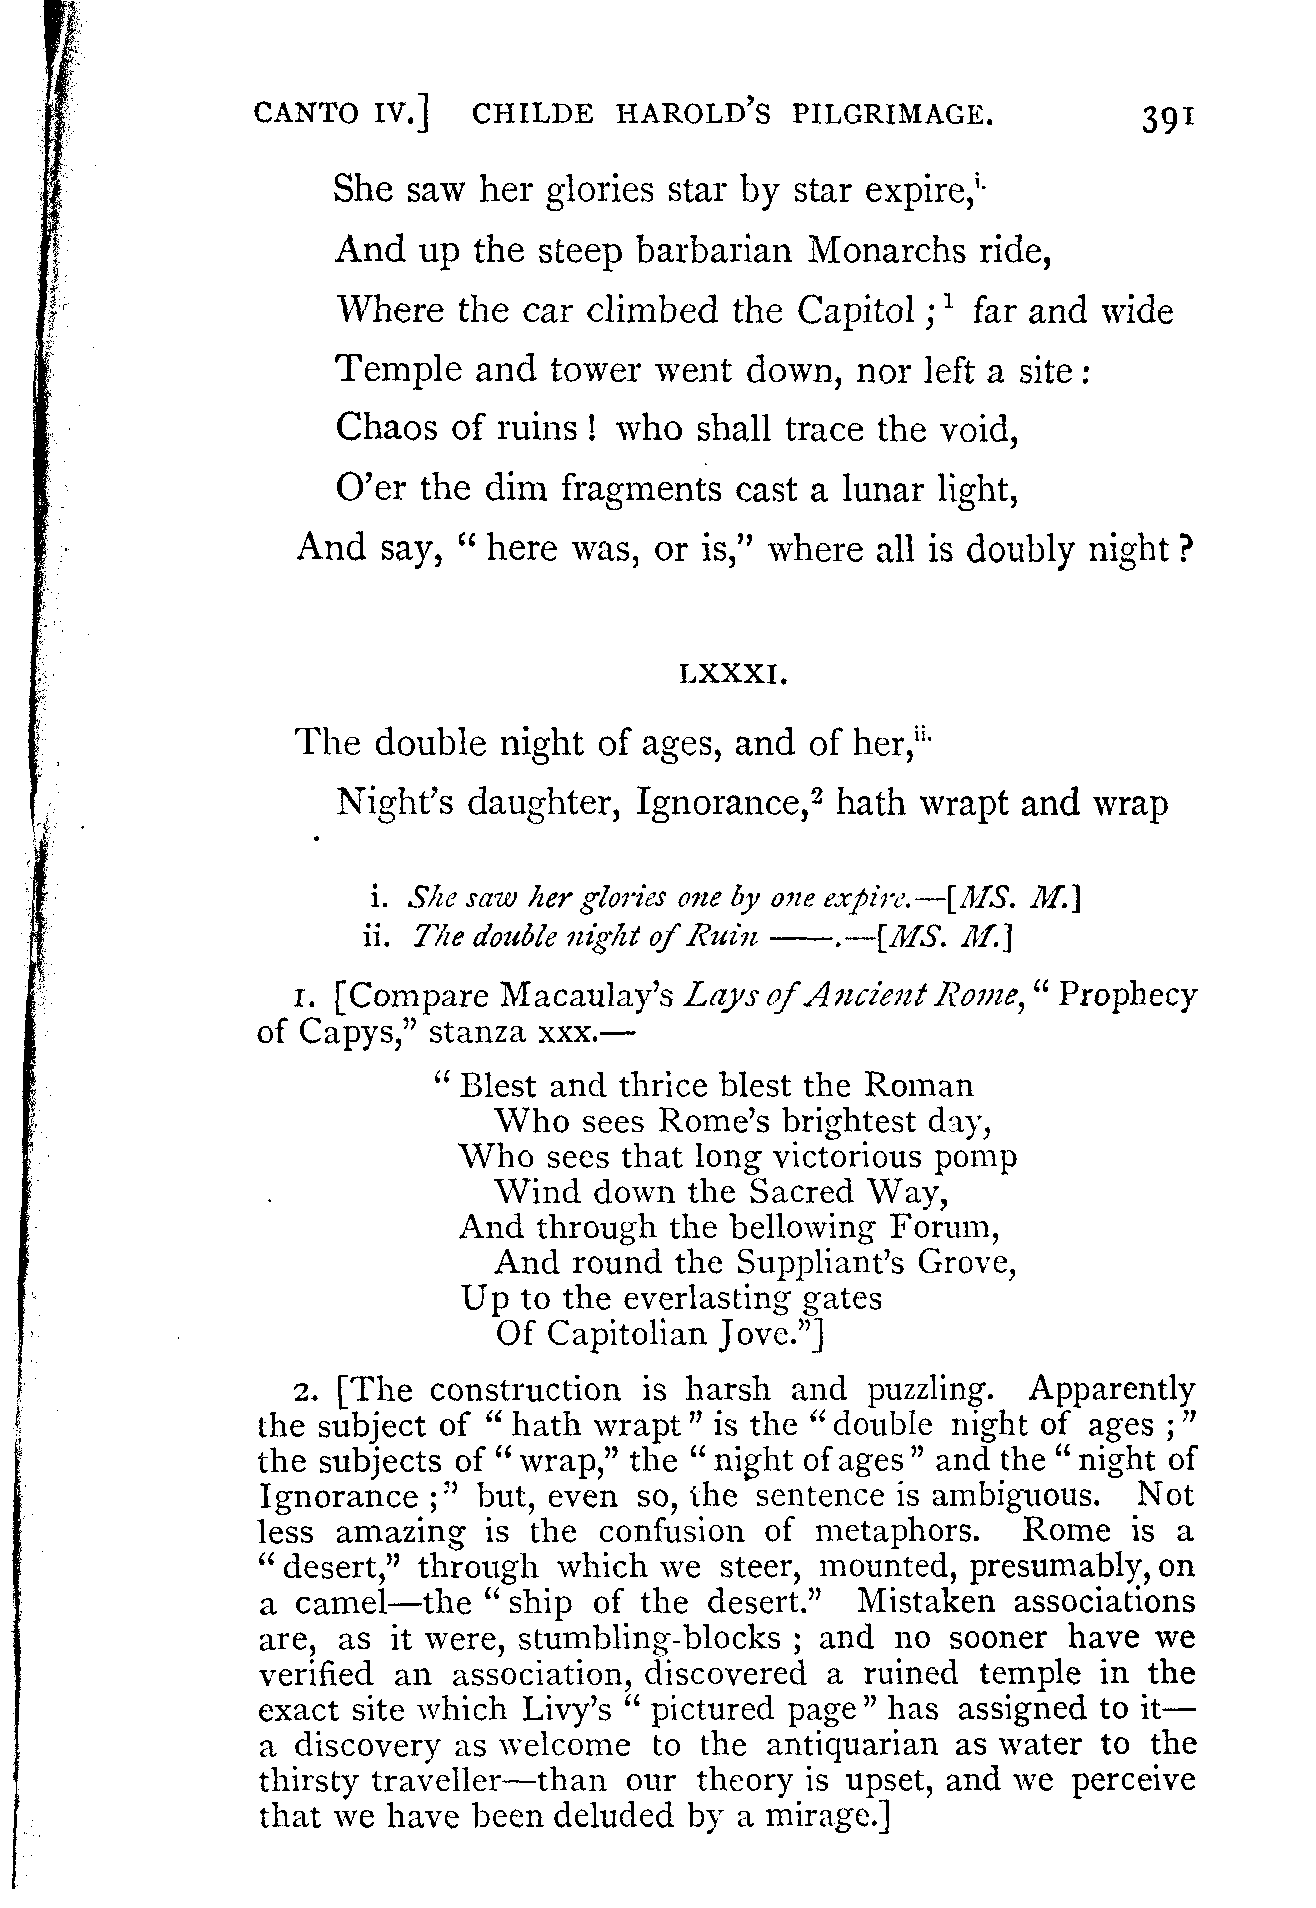 CANTO IV.] CHILDE HAROLD'S PILGRIMAGE. 391
She saw her glories star by star expire,i.
And up the steep barbarian Monarchs ride,
Where the car climbed the Capitol ;1 far and wide
Temple and tower went down, nor left a site :
Chaos of ruins ! who shall trace the void,
O'er the dim fragments cast a lunar light,
And say, " here was, or is," where all is doubly night ?
LXXXI.
The double night of ages, and of her,ii.
Night's daughter, Ignorance,2 hath wrapt and wrap
i. She saw her glories one by one expire.—[MS. M.]
ii. The double night of Ruin ——.—[MS. M.]
1. [Compare Macaulay's Lays of Ancient Rome, " Prophecy
of Capys," stanza xxx.—
" Blest and thrice blest the Roman
Who sees Rome's brightest day,
Who sees that long victorious pomp
Wind down the Sacred Way,
And through the bellowing Forum,
And round the Suppliant's Grove,
Up to the everlasting gates
Of Capitolian Jove."]
2. [The construction is harsh and puzzling. Apparently
the subject of " hath wrapt " is the " double night of ages ; "
the subjects of " wrap," the " night of ages " and the " night of
Ignorance ; " but, even so, the sentence is ambiguous. Not
less amazing is the confusion of metaphors. Rome is a
" desert," through which we steer, mounted, presumably, on
a camel—the " ship of the desert." Mistaken associations
are, as it were, stumbling-blocks ; and no sooner have we
verified an association, discovered a ruined temple in the
exact site which Livy's " pictured page " has assigned to it—
a discovery as welcome to the antiquarian as water to the
thirsty traveller—than our theory is upset, and we perceive
that we have been deluded by a mirage.]